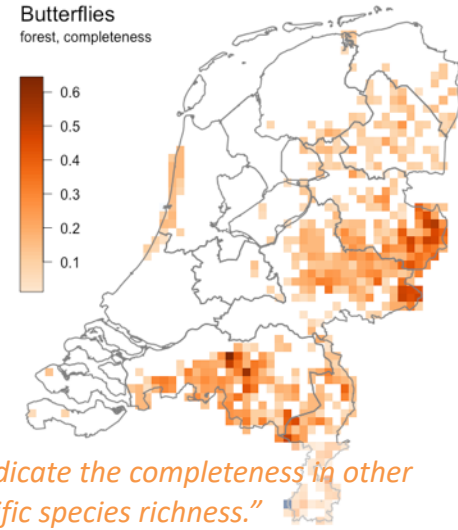 Butterflies
forest, completeness
0.6
0.5
0.4
0.3
0.2
0.1
dicate the completeness in other
fic species richness.”